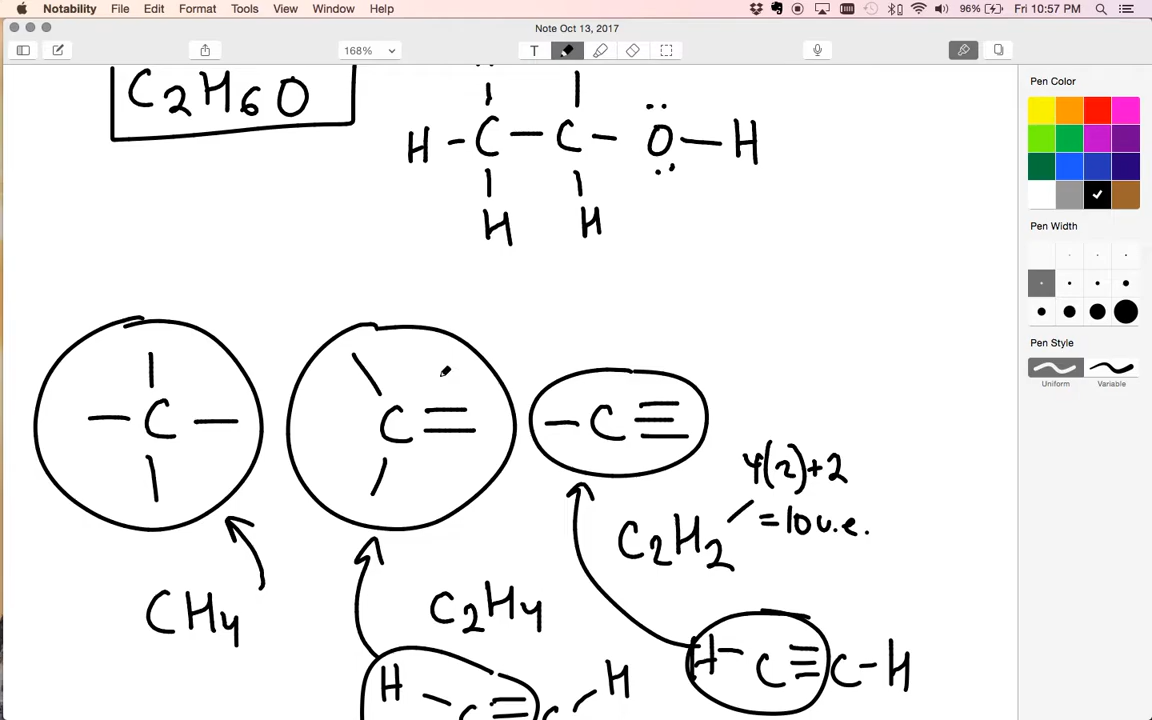 Notability File Edit Format Tools View Window Help 96% Fri 10:57 PM
Note Oct 13, 2017
168% T
Pen Color
Pen Width
Pen Style
Uniform Variable
C2H6O
H - C - C - O - H
H H
C
C =
- C ≡
4(2)+2
= 10 v.e.
C2H2
CH4
C2H4
H - C ≡ C - H
H H
C = C